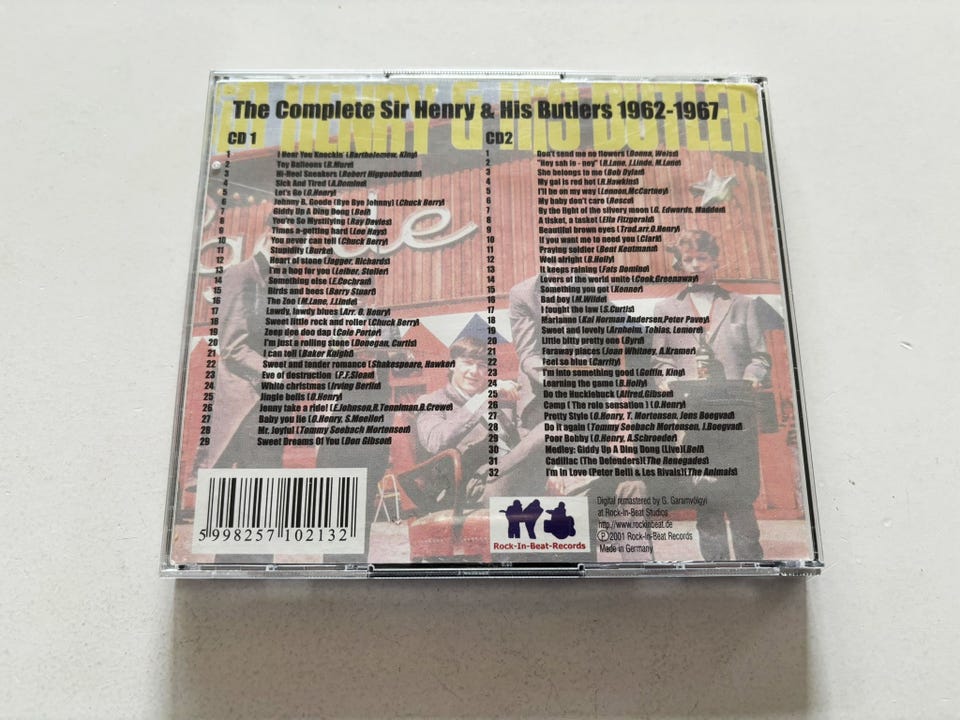 SIR HENRY & HIS BUTLER
The Complete Sir Henry & His Butlers 1962-1967
CD 1
1 I Hear You Knockin' (Bartholomew, King)
2 Toy Balloons (B.Mure)
3 Hi-Heel Sneakers (Robert Higgonbotham)
4 Sick And Tired (A.Domino)
5 Let's Go (O.Henry)
6 Johnny B. Goode (Bye Bye Johnny) (Chuck Berry)
7 Giddy Up A Ding Dong (Bell)
8 You're So Mystifying (Ray Davies)
9 Times a-getting hard (Lee Hays)
10 You never can tell (Chuck Berry)
11 Stupidity (Burke)
12 Heart of stone (Jagger, Richards)
13 I'm a hog for you (Leiber, Stoller)
14 Something else (E.Cochran)
15 Birds and bees (Barry Stuart)
16 The Zoo (M.Lane, J.Linde)
17 Lawdy, lawdy blues (Arr. O. Henry)
18 Sweet little rock and roller (Chuck Berry)
19 Zeep dee doo dap (Cole Porter)
20 I'm just a rolling stone (Donegan, Curtis)
21 I can tell (Baker Knight)
22 Sweet and tender romance (Shakespeare, Hawker)
23 Eve of destruction (P.F.Sloan)
24 White christmas (Irving Berlin)
25 Jingle bells (O.Henry)
26 Jenny take a ride! (E.Johnson,R.Tenniman,B.Crewe)
27 Baby you lie (O.Henry, S.Moeller)
28 Mr. Joyful (Tommy Seebach Mortensen)
29 Sweet Dreams Of You (Don Gibson)
CD2
1 Don't send me no flowers (Donna, Weiss)
2 "Hey sah lo - ney" (R.Lane, J.Linde, M.Lane)
3 She belongs to me (Bob Dylan)
4 My gal is red hot (R.Hawkins)
5 I'll be on my way (Lennon,McCartney)
6 My baby don't care (Resco)
7 By the light of the silvery moon (G. Edwards, Madden)
8 A tisket, a tasket (Ella Fitzgerald)
9 Beautiful brown eyes (Trad.arr.O.Henry)
10 If you want me to need you (Clark)
11 Praying soldier (Bent Keutmann)
12 Well alright (B.Holly)
13 It keeps raining (Fats Domino)
14 Lovers of the world unite (Cook,Greenaway)
15 Something you got (Kenner)
16 Bad boy (M.Wilde)
17 I fought the law (S.Curtis)
18 Marianne (Kai Norman Andersen,Peter Pavey)
19 Sweet and lovely (Arnheim, Tobias, Lemore)
20 Little bitty pretty one (Byrd)
21 Faraway places (Joan Whitney, A.Kramer)
22 Feel so blue (Carrity)
23 I'm into something good (Goffin, King)
24 Learning the game (B.Holly)
25 Do the Hucklebuck (Alfred,Gibson)
26 Camp ( The role sensation ) (O.Henry)
27 Pretty Style (O.Henry, T. Mortensen, Jens Boegvad)
28 Do it again (Tommy Seebach Mortensen, J.Boegvad)
29 Poor Bobby (O.Henry, A.Schroeder)
30 Medley: Giddy Up A Ding Dong (Live)(Bell)
31 Cadillac (The Defenders)(The Renegades)
32 I'm in Love (Peter Belli & Les Rivals)(The Animals)
5 998257 102132
Rock-In-Beat-Records
Digital remastered by G. Garamvölgyi
at Rock-In-Beat Studios
http://www.rockinbeat.de
Ⓟ 2001 Rock-In-Beat Records
Made in Germany